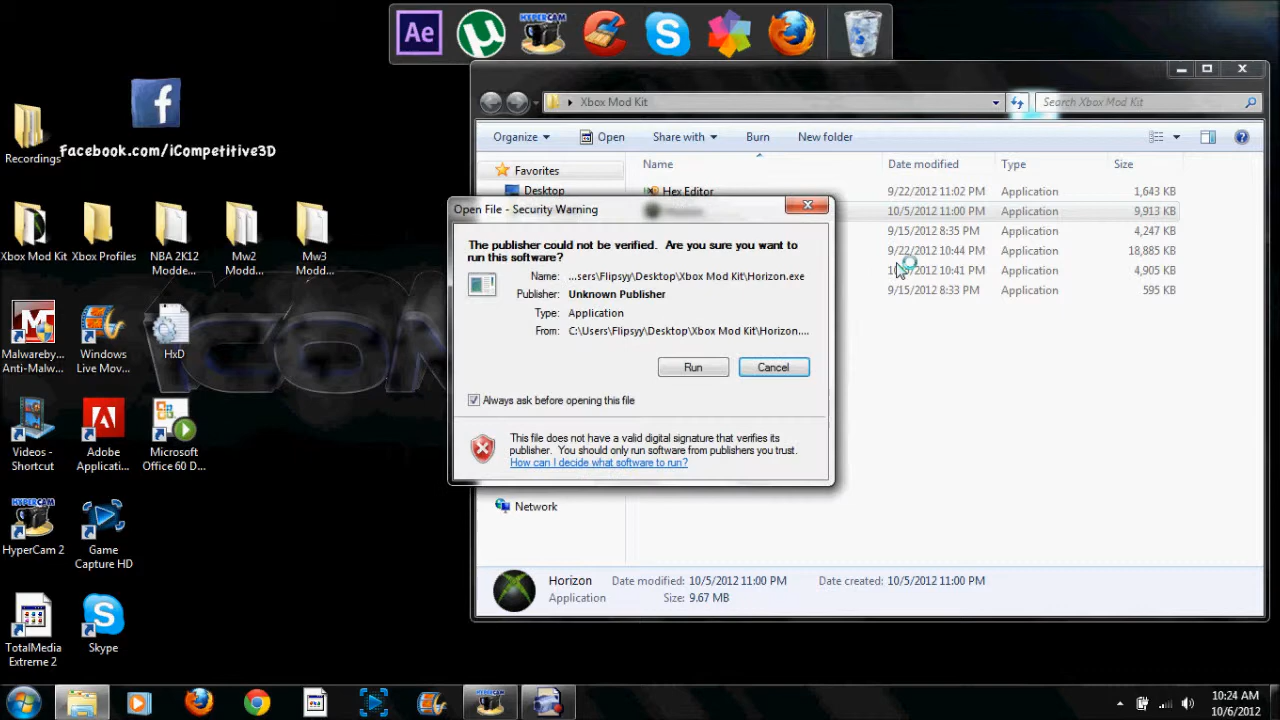 Ae
HYPERCAM
Recordings
f
Facebook.com/iCompetitive3D
Xbox Mod Kit
Xbox Profiles
NBA 2K12
Modde...
Mw2
Modd...
Mw3
Modd...
Malwareby...
Anti-Malw...
Windows
Live Mov...
HxD
Videos -
Shortcut
Adobe
Applicati...
Microsoft
Office 60 D...
HYPERCAM
HyperCam 2
Game
Capture HD
TotalMedia
Extreme 2
Skype
Xbox Mod Kit
Search Xbox Mod Kit
Organize
Open
Share with
Burn
New folder
Favorites
Desktop
Network
Name
Date modified
Type
Size
Hex Editor
9/22/2012 11:02 PM
Application
1,643 KB
10/5/2012 11:00 PM
Application
9,913 KB
9/15/2012 8:35 PM
Application
4,247 KB
9/22/2012 10:44 PM
Application
18,885 KB
2012 10:41 PM
Application
4,905 KB
9/15/2012 8:33 PM
Application
595 KB
Open File - Security Warning
The publisher could not be verified. Are you sure you want to
run this software?
Name: ...sers\Flipsyy\Desktop\Xbox Mod Kit\Horizon.exe
Publisher: Unknown Publisher
Type: Application
From: C:\Users\Flipsyy\Desktop\Xbox Mod Kit\Horizon....
Run
Cancel
Always ask before opening this file
This file does not have a valid digital signature that verifies its
publisher. You should only run software from publishers you trust.
How can I decide what software to run?
Horizon
Application
Date modified: 10/5/2012 11:00 PM
Size: 9.67 MB
Date created: 10/5/2012 11:00 PM
HYPERCAM
10:24 AM
10/6/2012